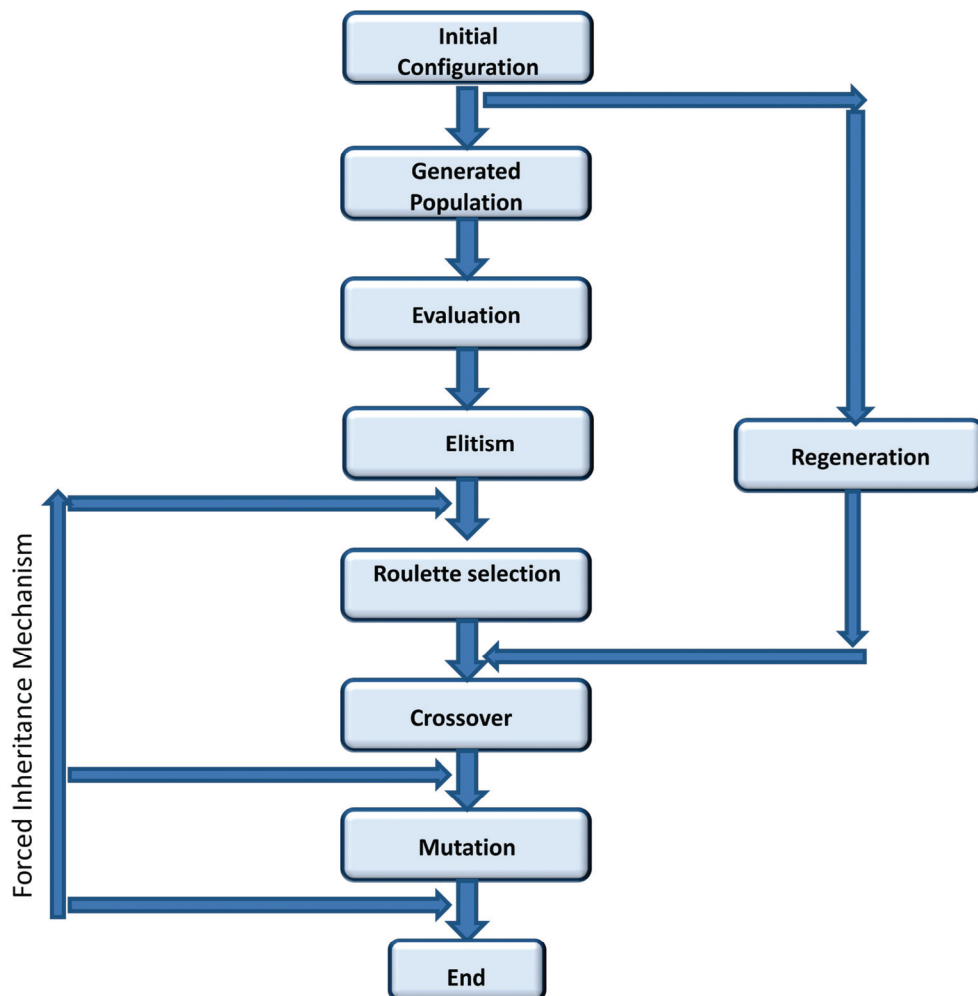 Initial
Configuration
Generated
Population
Evaluation
Elitism
Regeneration
Roulette selection
Crossover
Mutation
End
Forced Inheritance Mechanism